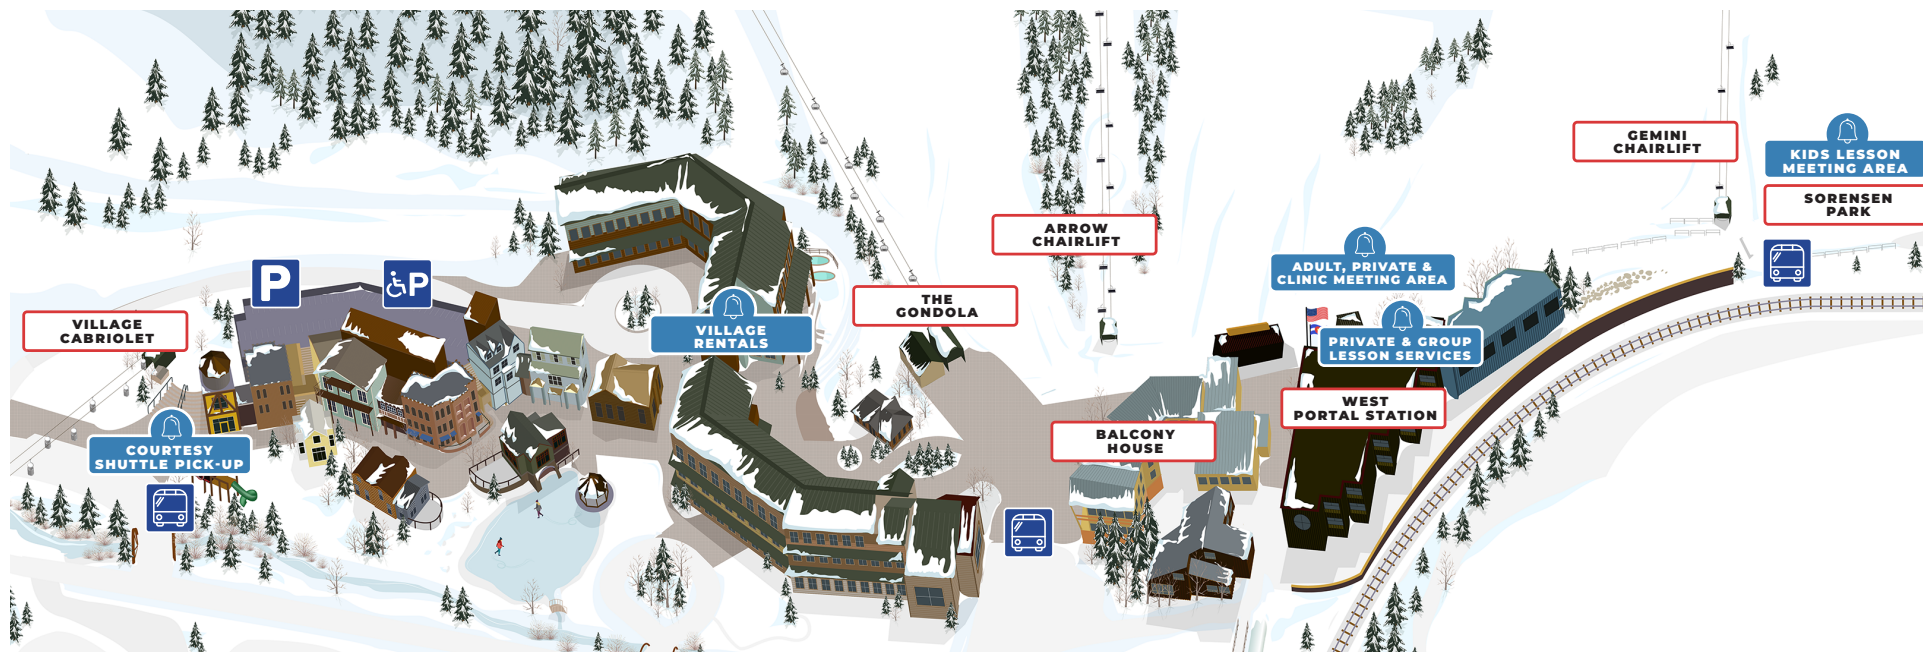 GEMINI
CHAIRLIFT
KIDS LESSON
MEETING AREA
SORENSEN
PARK
ARROW
CHAIRLIFT
ADULT, PRIVATE &
CLINIC MEETING AREA
P
P
THE
GONDOLA
VILLAGE
CABRIOLET
VILLAGE
RENTALS
PRIVATE & GROUP
LESSON SERVICES
WEST
PORTAL STATION
BALCONY
HOUSE
COURTESY
SHUTTLE PICK-UP